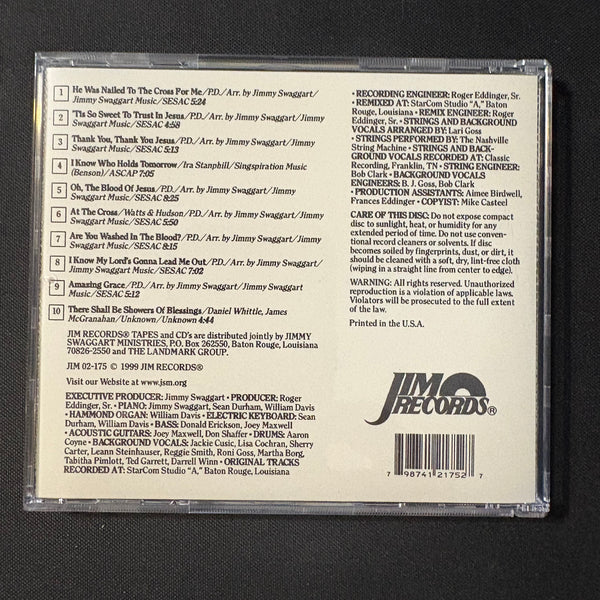 1 He Was Nailed To The Cross For Me/P.D./Arr. by Jimmy Swaggart/
Jimmy Swaggart Music/SESAC 5:24
2 'Tis So Sweet To Trust In Jesus/P.D./Arr. by Jimmy Swaggart/Jimmy
Swaggart Music/SESAC 4:58
3 Thank You, Thank You Jesus/P.D./Arr. by Jimmy Swaggart/Jimmy
Swaggart Music/SESAC 5:13
4 I Know Who Holds Tomorrow/Ira Stanphill/Singspiration Music
(Benson)/ASCAP 7:05
5 Oh, The Blood Of Jesus/P.D./Arr. by Jimmy Swaggart/Jimmy
Swaggart Music/SESAC 8:25
6 At The Cross/Watts & Hudson/P.D./Arr. by Jimmy Swaggart/Jimmy
Swaggart Music/SESAC 5:50
7 Are You Washed In The Blood?/P.D./Arr. by Jimmy Swaggart/Jimmy
Swaggart Music/SESAC 8:15
8 I Know My Lord's Gonna Lead Me Out/P.D./Arr. by Jimmy Swaggart/
Jimmy Swaggart Music/SESAC 7:02
9 Amazing Grace/P.D./Arr. by Jimmy Swaggart/Jimmy Swaggart
Music/SESAC 5:12
10 There Shall Be Showers Of Blessings/Daniel Whittle, James
McGranahan/Unknown/Unknown 4:44
JIM RECORDS® TAPES and CD's are distributed jointly by JIMMY
SWAGGART MINISTRIES, P.O. Box 262550, Baton Rouge, Louisiana
70826-2550 and THE LANDMARK GROUP.
JIM 02-175 © 1999 JIM RECORDS®
Visit our Website at www.jsm.org
EXECUTIVE PRODUCER: Jimmy Swaggart • PRODUCER: Roger
Eddinger, Sr. • PIANO: Jimmy Swaggart, Sean Durham, William Davis •
HAMMOND ORGAN: William Davis • ELECTRIC KEYBOARD: Sean
Durham, William Davis • BASS: Donald Erickson, Joey Maxwell •
ACOUSTIC GUITARS: Joey Maxwell, Don Shaffer • DRUMS: Aaron
Coyne • BACKGROUND VOCALS: Jackie Cusic, Lisa Cochran, Sherry
Carter, Leann Steinhauser, Reggie Smith, Roni Goss, Martha Borg,
Tabitha Pimlott, Ted Garrett, Darrell Winn • ORIGINAL TRACKS
RECORDED AT: StarCom Studio "A," Baton Rouge, Louisiana
• RECORDING ENGINEER: Roger Eddinger, Sr.
• REMIXED AT: StarCom Studio "A," Baton
Rouge, Louisiana • REMIX ENGINEER: Roger
Eddinger, Sr. • STRINGS AND BACKGROUND
VOCALS ARRANGED BY: Lari Goss
• STRINGS PERFORMED BY: The Nashville
String Machine • STRINGS AND BACK-
GROUND VOCALS RECORDED AT: Classic
Recording, Franklin, TN • STRING ENGINEER:
Bob Clark • BACKGROUND VOCALS
ENGINEERS: B. J. Goss, Bob Clark
• PRODUCTION ASSISTANTS: Aimee Birdwell,
Frances Eddinger • COPYIST: Mike Casteel
CARE OF THIS DISC: Do not expose compact
disc to sunlight, heat, or humidity for any
extended period of time. Do not use conven-
tional record cleaners or solvents. If disc
becomes soiled by fingerprints, dust, or dirt, it
should be cleaned with a soft, dry, lint-free cloth
(wiping in a straight line from center to edge).
WARNING: All rights reserved. Unauthorized
reproduction is a violation of applicable laws.
Violators will be prosecuted to the full extent
of the law.
Printed in the U.S.A.
JIM
RECORDS®
7 98741 21752 7